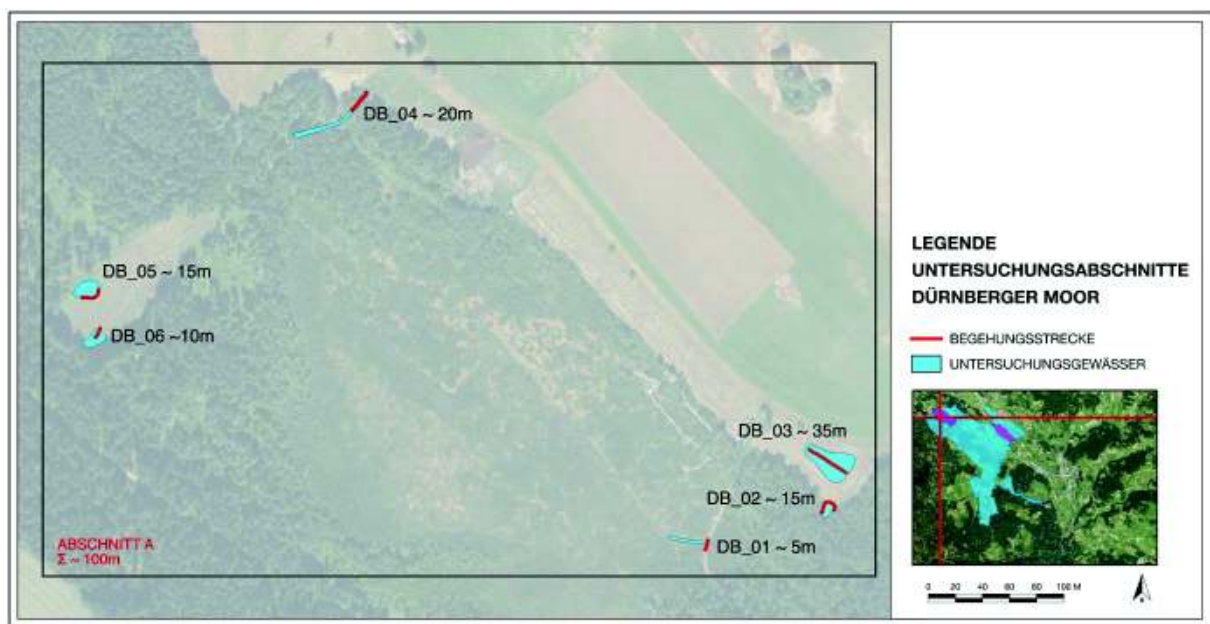 DB_04 ~ 20m
DB_05 ~ 15m
DB_06 ~10m
DB_03 ~ 35m
DB_02 ~ 15m
DB_01 ~ 5m
ABSCHNITT A
Σ ~ 100m
LEGENDE
UNTERSUCHUNGSABSCHNITTE
DÜRNBERGER MOOR
BEGEHUNGSSTRECKE
UNTERSUCHUNGSGEWÄSSER
0 20 40 60 80 100 M